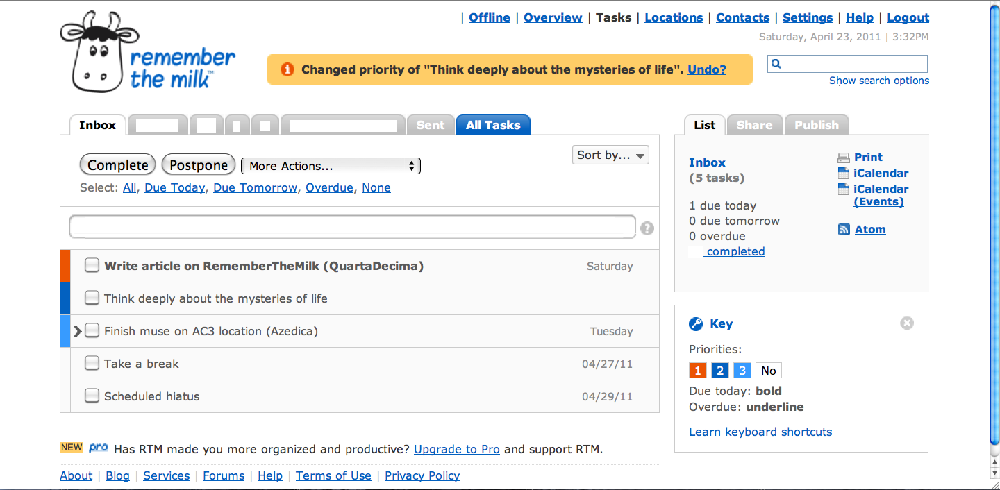 | Offline | Overview | Tasks | Locations | Contacts | Settings | Help | Logout
Saturday, April 23, 2011 | 3:32PM
remember
the milk™
Changed priority of "Think deeply about the mysteries of life". Undo?
Show search options
Inbox Sent All Tasks
List Share Publish
Complete Postpone More Actions... Sort by...
Select: All, Due Today, Due Tomorrow, Overdue, None
?
Write article on RememberTheMilk (QuartaDecima) Saturday
Think deeply about the mysteries of life
Finish muse on AC3 location (Azedica) Tuesday
Take a break 04/27/11
Scheduled hiatus 04/29/11
Inbox
(5 tasks)
1 due today
0 due tomorrow
0 overdue
completed
Print
iCalendar
iCalendar
(Events)
Atom
Key
Priorities:
1 2 3 No
Due today: bold
Overdue: underline
Learn keyboard shortcuts
NEW pro Has RTM made you more organized and productive? Upgrade to Pro and support RTM.
About | Blog | Services | Forums | Help | Terms of Use | Privacy Policy